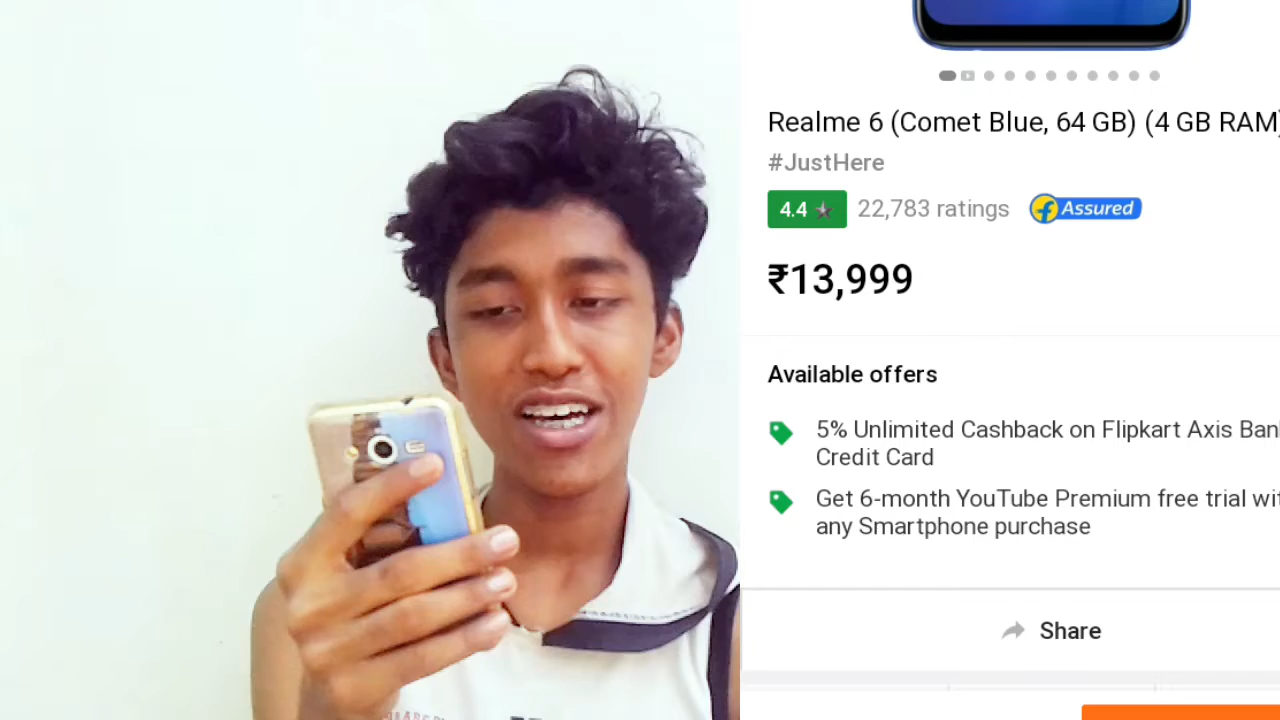 Realme 6 (Comet Blue, 64 GB) (4 GB RAM)
#JustHere
4.4 ★ 22,783 ratings Assured
₹13,999
Available offers
5% Unlimited Cashback on Flipkart Axis Bank
Credit Card
Get 6-month YouTube Premium free trial wit
any Smartphone purchase
Share